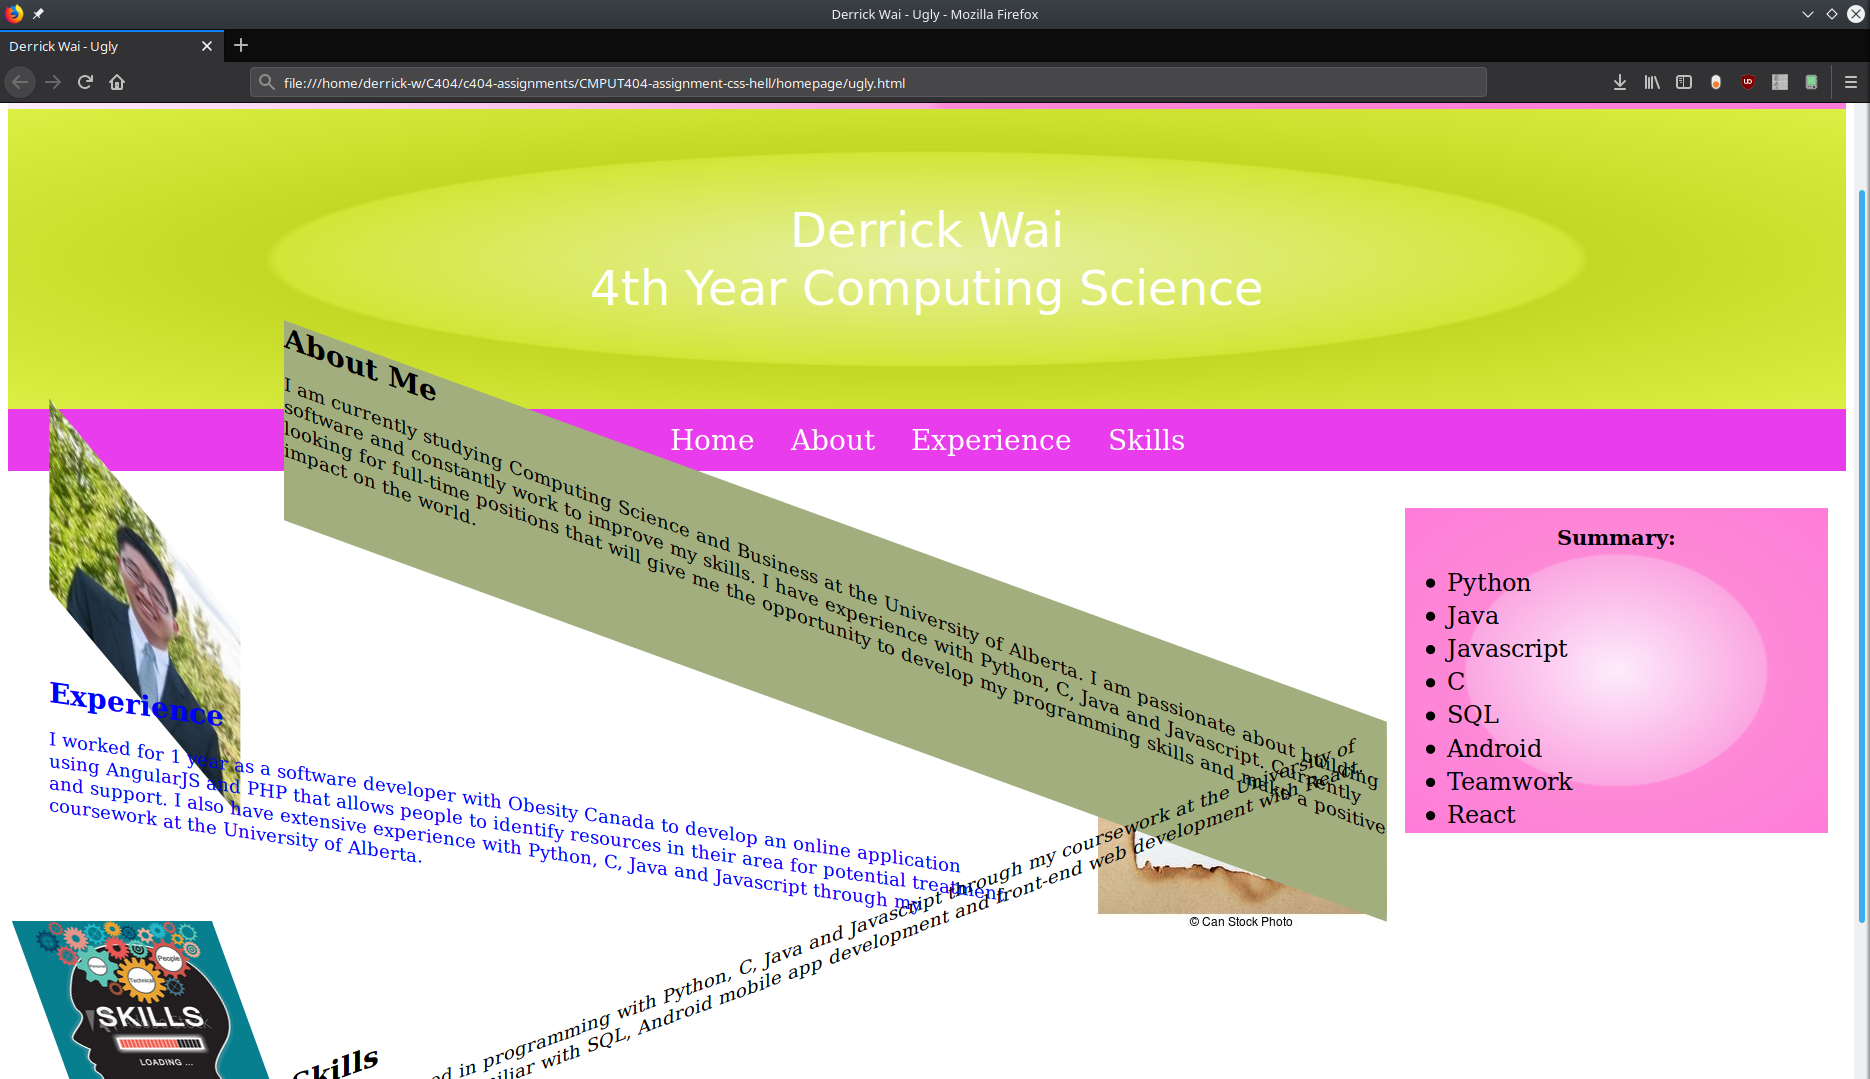 Derrick Wai - Ugly - Mozilla Firefox
Derrick Wai - Ugly
file:///home/derrick-w/C404/c404-assignments/CMPUT404-assignment-css-hell/homepage/ugly.html
Derrick Wai
4th Year Computing Science
Home About Experience Skills
About Me
I am currently studying Computing Science and Business at the University of Alberta. I am passionate about building
software and constantly work to improve my skills. I have experience with Python, C, Java and Javascript. Currently
looking for full-time positions that will give me the opportunity to develop my programming skills and make a positive
impact on the world.
Summary:
Python
Java
Javascript
C
SQL
Android
Teamwork
React
Experience
I worked for 1 year as a software developer with Obesity Canada to develop an online application
using AngularJS and PHP that allows people to identify resources in their area for potential treatment
and support. I also have extensive experience with Python, C, Java and Javascript through my
coursework at the University of Alberta.
© Can Stock Photo
People
Technical
SKILLS
LOADING ...
Skills
in programming with Python, C, Java and Javascript through my coursework at the University of
with SQL, Android mobile app development and front-end web development with React